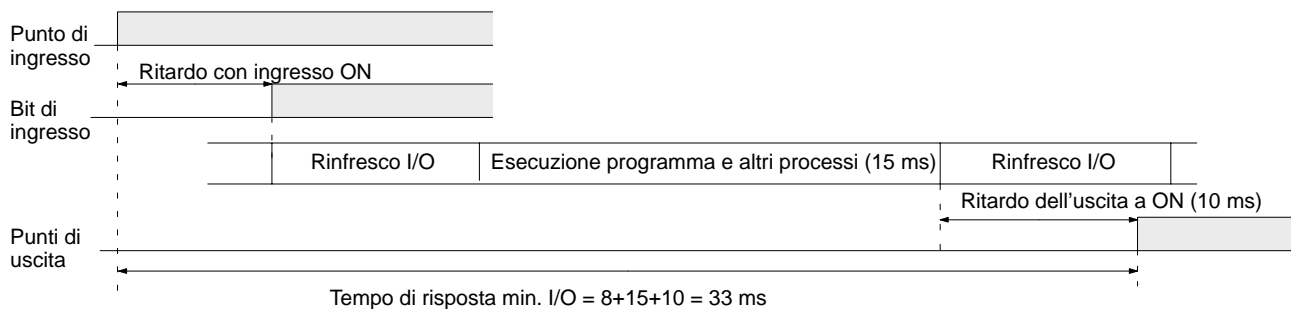 Punto di
ingresso
Ritardo con ingresso ON
Bit di
ingresso
Rinfresco I/O
Esecuzione programma e altri processi (15 ms)
Rinfresco I/O
Ritardo dell'uscita a ON (10 ms)
Punti di
uscita
Tempo di risposta min. I/O = 8+15+10 = 33 ms